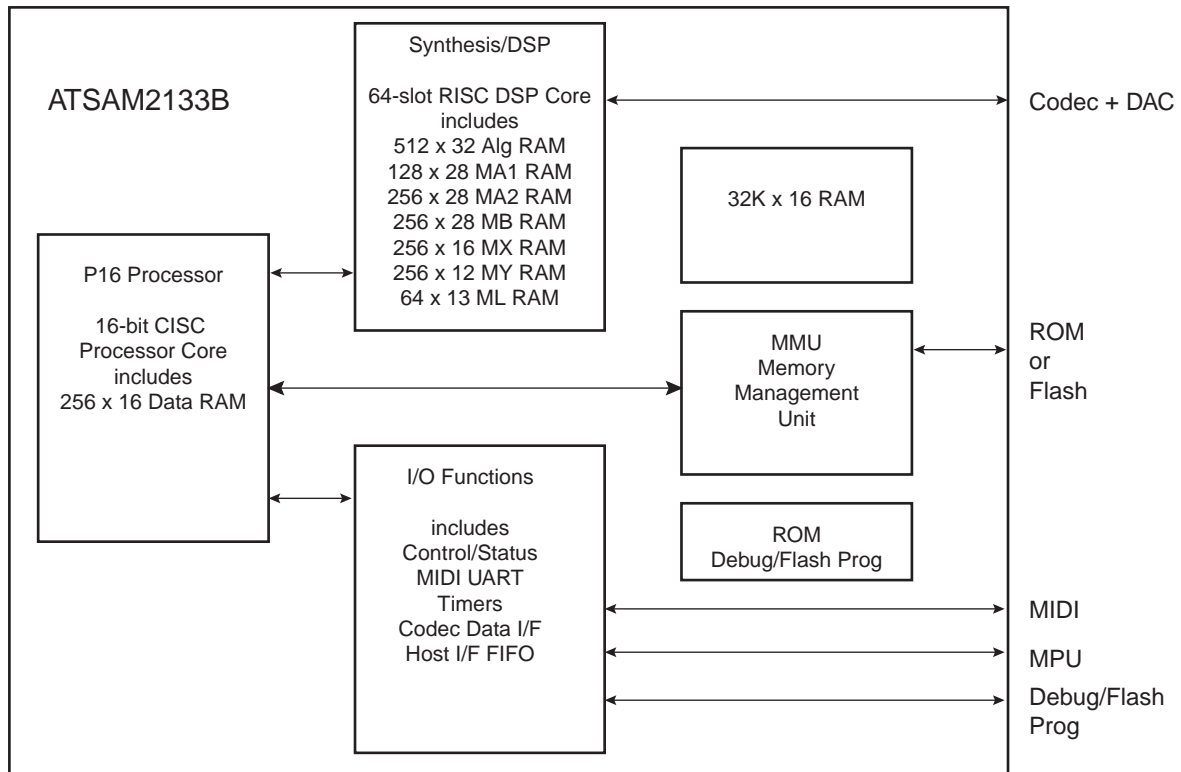 ATSAM2133B
Synthesis/DSP
64-slot RISC DSP Core
includes
512 x 32 Alg RAM
128 x 28 MA1 RAM
256 x 28 MA2 RAM
256 x 28 MB RAM
256 x 16 MX RAM
256 x 12 MY RAM
64 x 13 ML RAM
Codec + DAC
32K x 16 RAM
P16 Processor
16-bit CISC
Processor Core
includes
256 x 16 Data RAM
MMU
Memory
Management
Unit
ROM
or
Flash
I/O Functions
includes
Control/Status
MIDI UART
Timers
Codec Data I/F
Host I/F FIFO
ROM
Debug/Flash Prog
MIDI
MPU
Debug/Flash
Prog